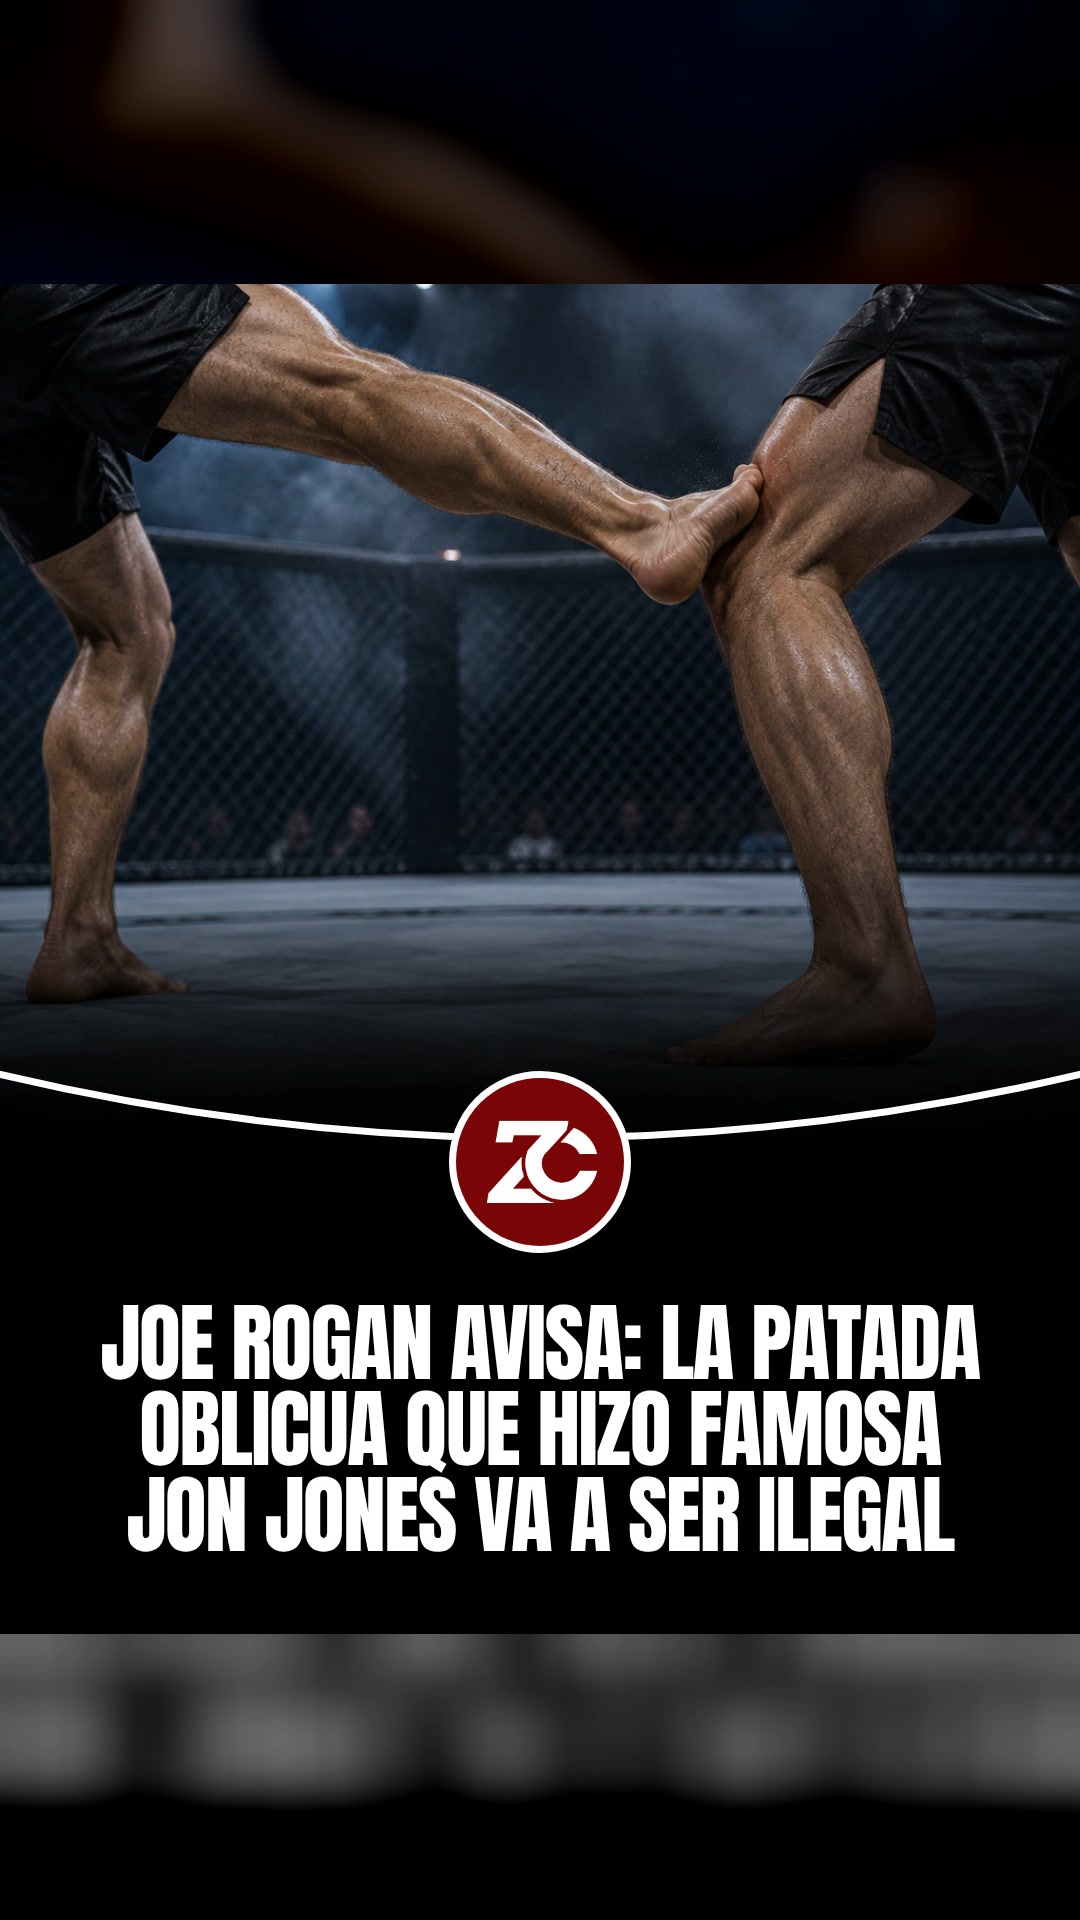 ZC
JOE ROGAN AVISA: LA PATADA
OBLICUA QUE HIZO FAMOSA
JON JONES VA A SER ILEGAL